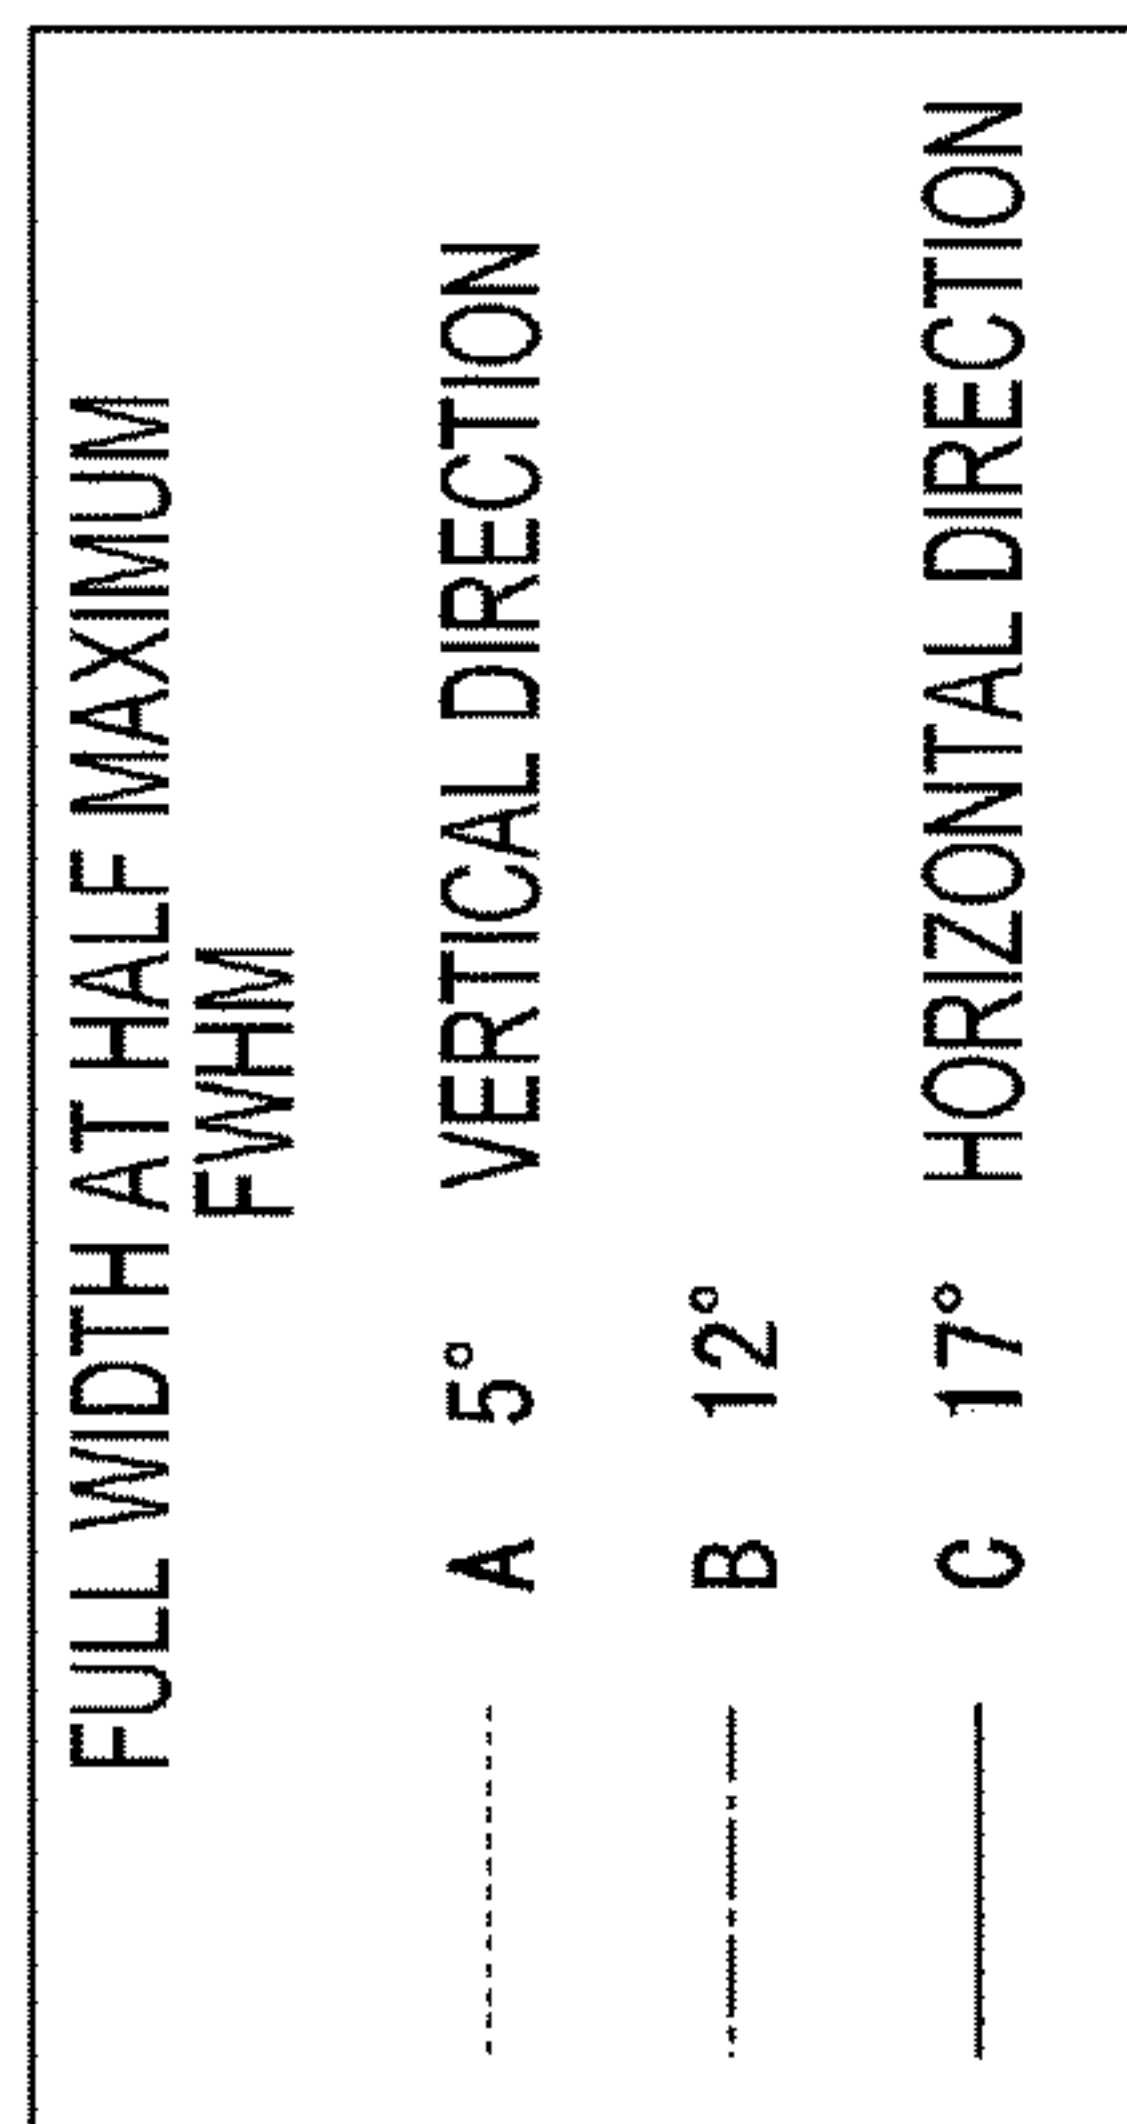 FULL WIDTH AT HALF MAXIMUM
FWHM
A 5° VERTICAL DIRECTION
B 12°
C 17° HORIZONTAL DIRECTION